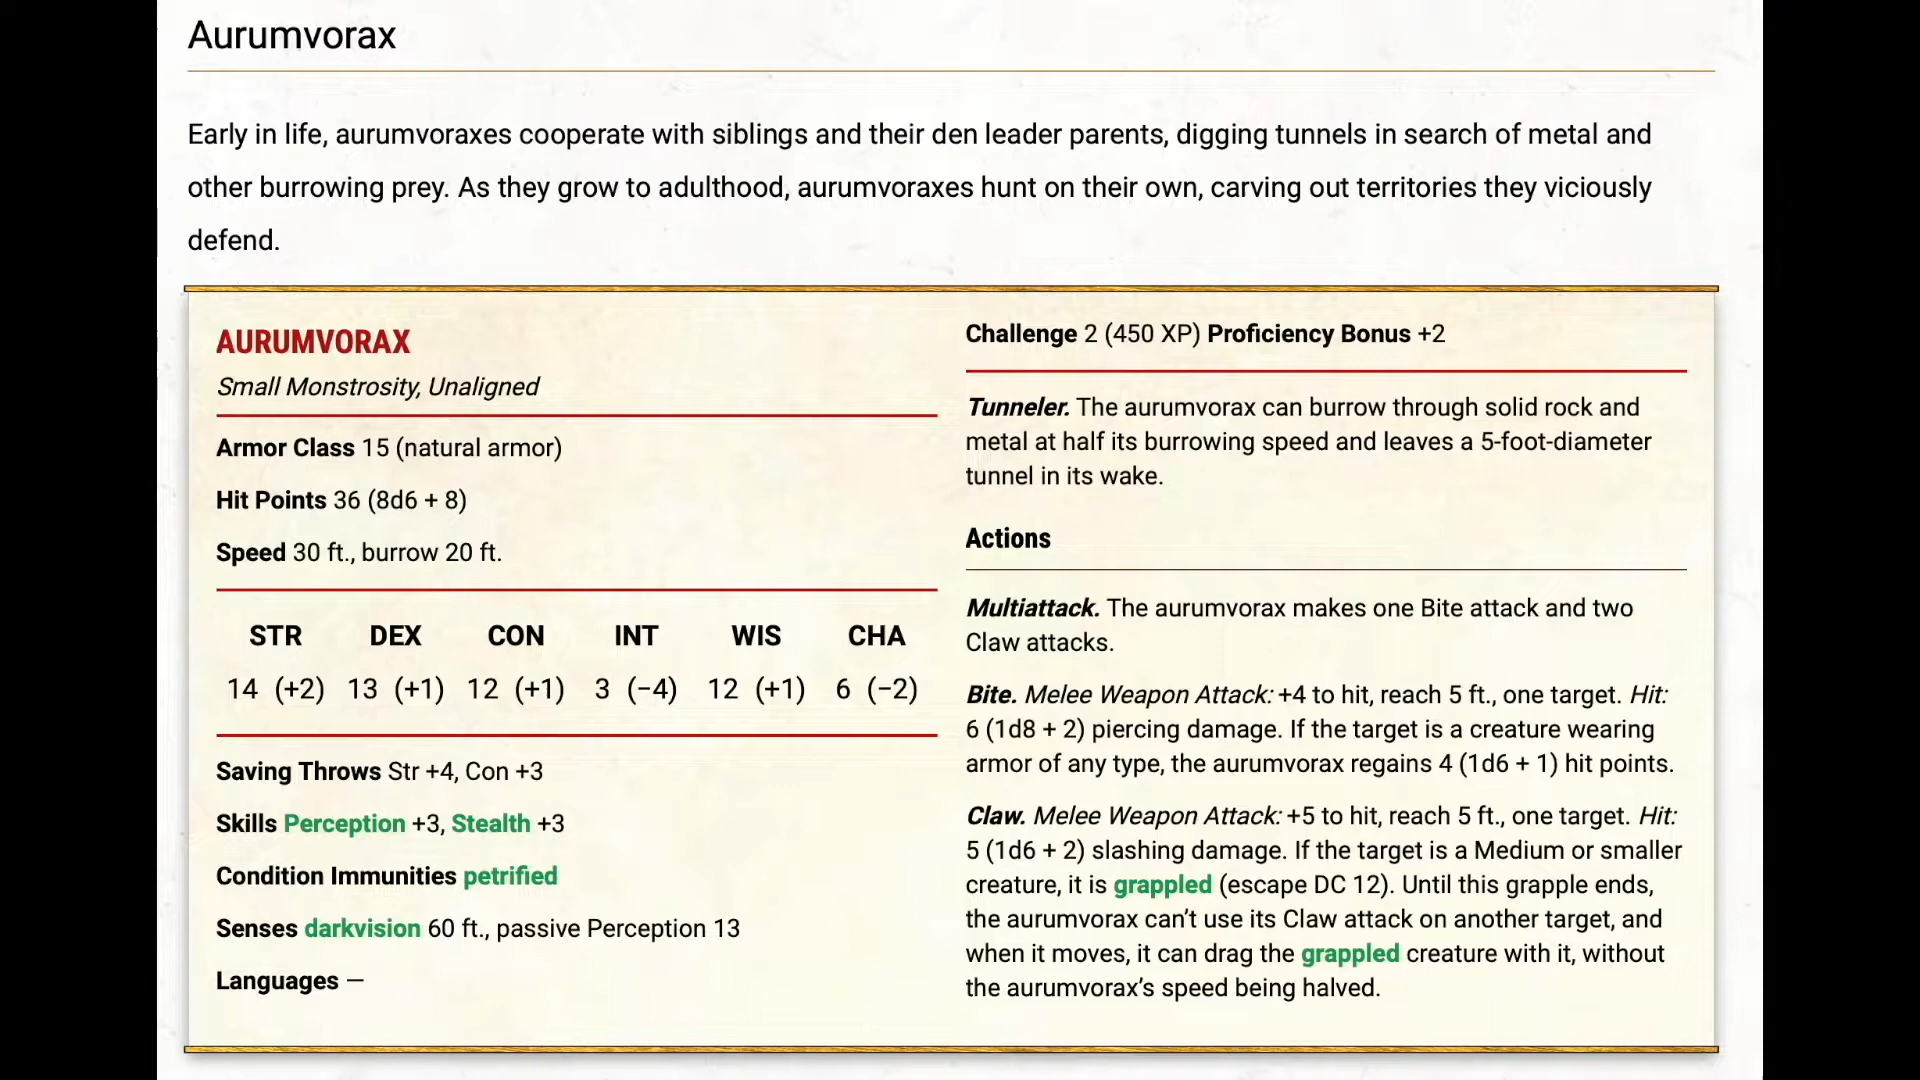 Aurumvorax
Early in life, aurumvoraxes cooperate with siblings and their den leader parents, digging tunnels in search of metal and
other burrowing prey. As they grow to adulthood, aurumvoraxes hunt on their own, carving out territories they viciously
defend.
AURUMVORAX
Small Monstrosity, Unaligned
Armor Class 15 (natural armor)
Hit Points 36 (8d6 + 8)
Speed 30 ft., burrow 20 ft.
STR DEX CON INT WIS CHA
14 (+2) 13 (+1) 12 (+1) 3 (−4) 12 (+1) 6 (−2)
Saving Throws Str +4, Con +3
Skills Perception +3, Stealth +3
Condition Immunities petrified
Senses darkvision 60 ft., passive Perception 13
Languages —
Challenge 2 (450 XP) Proficiency Bonus +2
Tunneler. The aurumvorax can burrow through solid rock and
metal at half its burrowing speed and leaves a 5-foot-diameter
tunnel in its wake.
Actions
Multiattack. The aurumvorax makes one Bite attack and two
Claw attacks.
Bite. Melee Weapon Attack: +4 to hit, reach 5 ft., one target. Hit:
6 (1d8 + 2) piercing damage. If the target is a creature wearing
armor of any type, the aurumvorax regains 4 (1d6 + 1) hit points.
Claw. Melee Weapon Attack: +5 to hit, reach 5 ft., one target. Hit:
5 (1d6 + 2) slashing damage. If the target is a Medium or smaller
creature, it is grappled (escape DC 12). Until this grapple ends,
the aurumvorax can’t use its Claw attack on another target, and
when it moves, it can drag the grappled creature with it, without
the aurumvorax’s speed being halved.